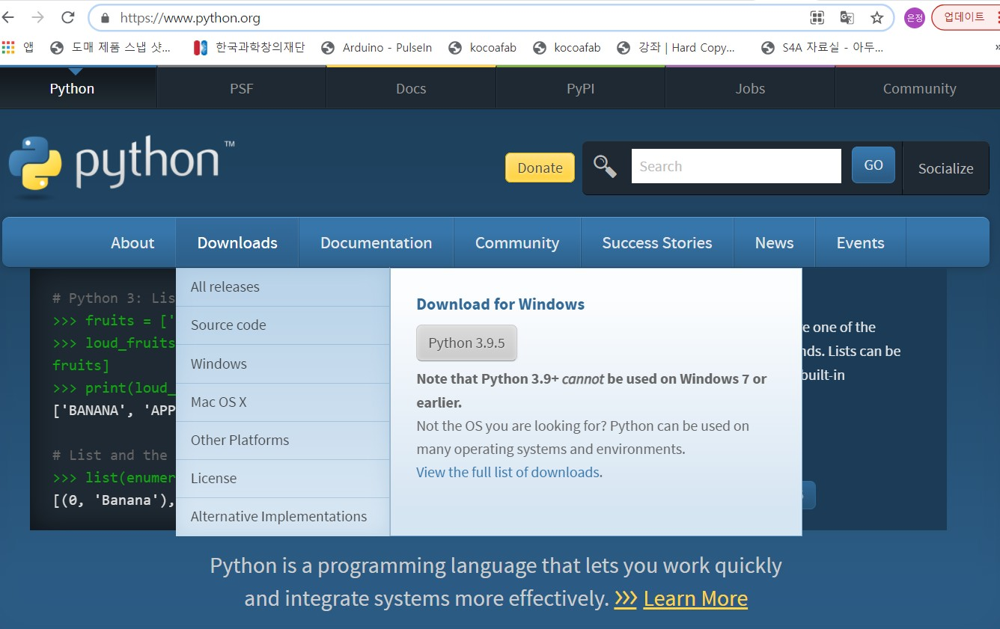 https://www.python.org
은정
업데이트
앱
도매 제품 스냅 샷...
한국과학창의재단
Arduino - PulseIn
kocoafab
kocoafab
강좌 | Hard Copy...
S4A 자료실 - 아두...
»
Python
PSF
Docs
PyPI
Jobs
Community
python™
Donate
Search
GO
Socialize
About
Downloads
Documentation
Community
Success Stories
News
Events
# Python 3: Lis
>>> fruits = ['
>>> loud_fruits
fruits]
>>> print(loud_
['BANANA', 'APP
# List and the
>>> list(enumer
[(0, 'Banana'),
All releases
Source code
Windows
Mac OS X
Other Platforms
License
Alternative Implementations
Download for Windows
Python 3.9.5
Note that Python 3.9+ cannot be used on Windows 7 or
earlier.
Not the OS you are looking for? Python can be used on
many operating systems and environments.
View the full list of downloads.
e one of the
nds. Lists can be
built-in
Python is a programming language that lets you work quickly
and integrate systems more effectively. >>> Learn More